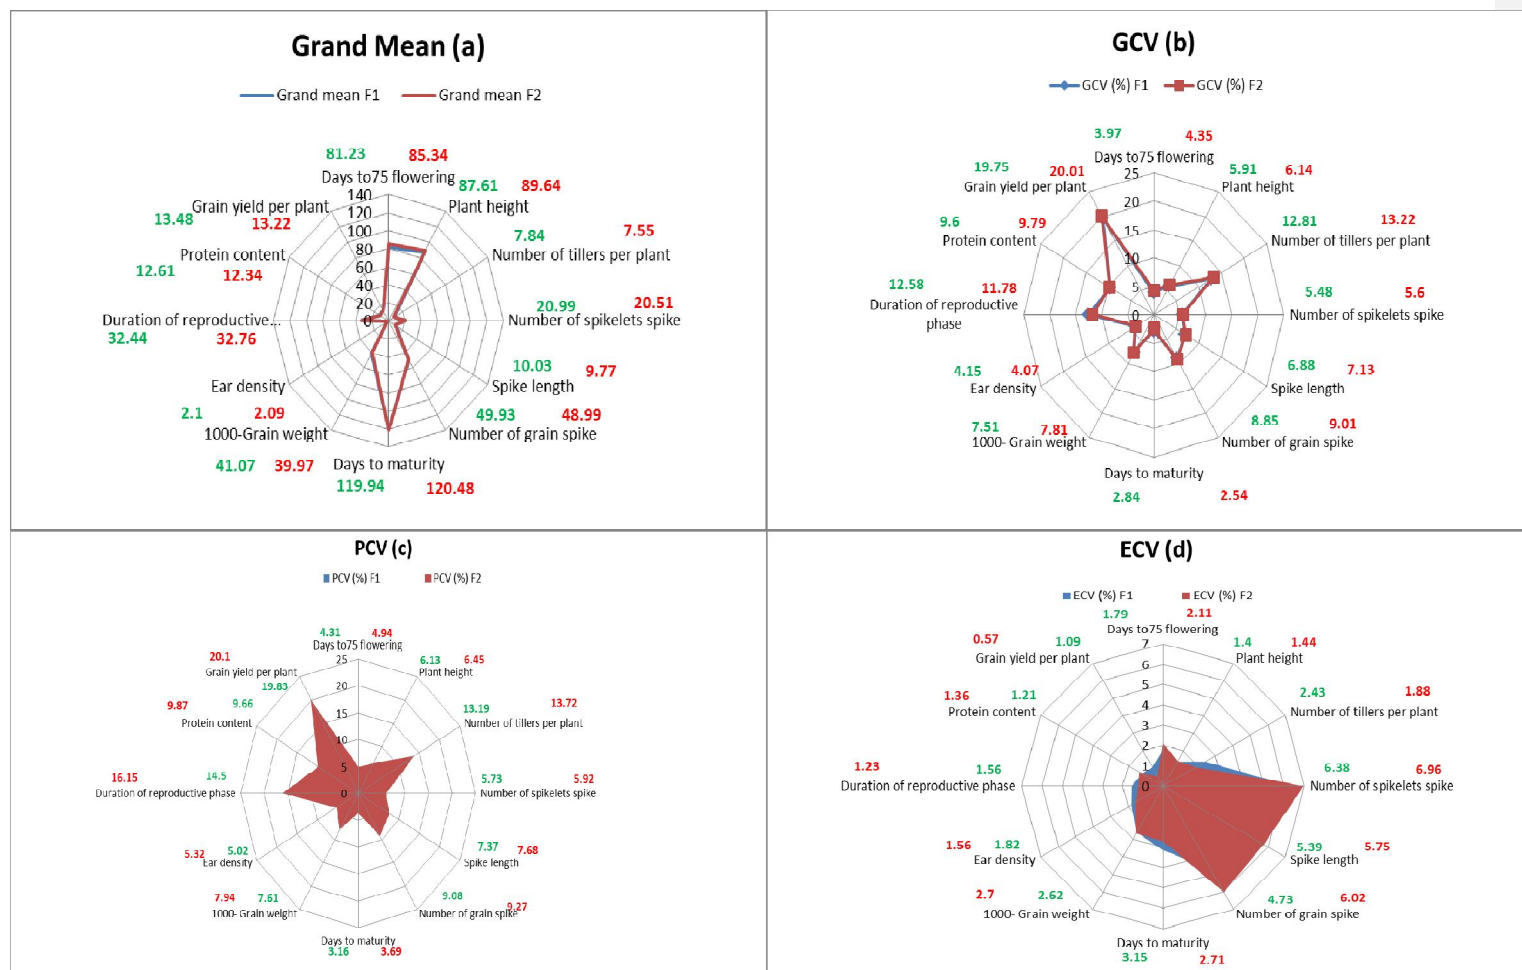 Grand Mean (a)
Grand mean F1 Grand mean F2
81.23 85.34
Days to75 flowering
87.61 89.64
Plant height
7.84 7.55
Number of tillers per plant
20.99 20.51
Number of spikelets spike
10.03
Spike length 9.77
49.93 48.99
Number of grain spike
Days to maturity
119.94 120.48
1000-Grain weight
41.07 39.97
Ear density
2.1 2.09
Duration of reproductive...
32.44 32.76
Protein content
12.61 12.34
Grain yield per plant
13.48 13.22
140
120
100
80
60
40
20
0
GCV (b)
GCV (%) F1 GCV (%) F2
3.97 4.35
Days to75 flowering
5.91 6.14
Plant height
12.81 13.22
Number of tillers per plant
5.48 5.6
Number of spikelets spike
6.88 7.13
Spike length
8.85 9.01
Number of grain spike
Days to maturity
2.84 2.54
7.51 7.81
1000- Grain weight
4.15 4.07
Ear density
12.58 11.78
Duration of reproductive
phase
9.6 9.79
Protein content
19.75 20.01
Grain yield per plant
25
20
15
10
5
0
PCV (c)
PCV (%) F1 PCV (%) F2
4.31 4.94
Days to75 flowering
6.13 6.45
Plant height
13.19 13.72
Number of tillers per plant
5.73 5.92
Number of spikelets spike
7.37 7.68
Spike length
9.08 9.27
Number of grain spike
Days to maturity
3.16 3.69
7.94 7.61
1000- Grain weight
5.32 5.02
Ear density
16.15 14.5
Duration of reproductive phase
9.87 9.66
Protein content
20.1
Grain yield per plant
19.83
25
20
15
10
5
0
ECV (d)
ECV (%) F1 ECV (%) F2
1.79 2.11
Days to75 flowering
1.4 1.44
Plant height
2.43 1.88
Number of tillers per plant
6.38 6.96
Number of spikelets spike
5.39 5.75
Spike length
4.73 6.02
Number of grain spike
Days to maturity
3.15 2.71
2.7 2.62
1000- Grain weight
1.56 1.82
Ear density
1.23 1.56
Duration of reproductive phase
1.36 1.21
Protein content
0.57 1.09
Grain yield per plant
7
6
5
4
3
2
1
0